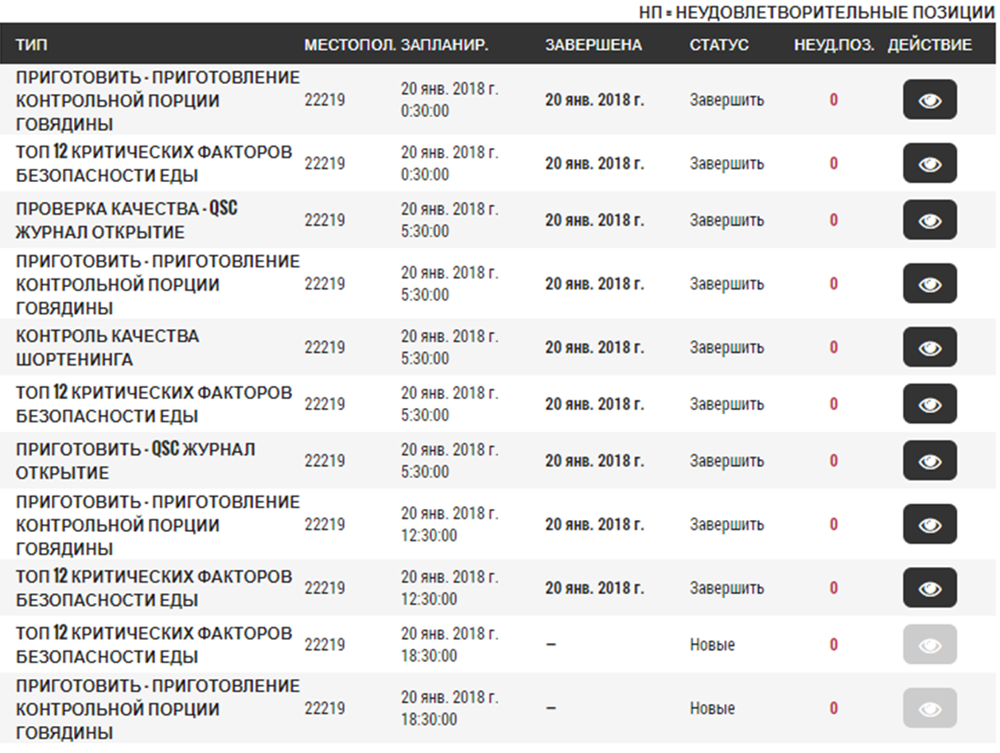 НП = НЕУДОВЛЕТВОРИТЕЛЬНЫЕ ПОЗИЦИИ
ТИП МЕСТОПОЛ. ЗАПЛАНИР. ЗАВЕРШЕНА СТАТУС НЕУД.ПОЗ. ДЕЙСТВИЕ
ПРИГОТОВИТЬ - ПРИГОТОВЛЕНИЕ
КОНТРОЛЬНОЙ ПОРЦИИ
ГОВЯДИНЫ
22219
20 янв. 2018 г.
0:30:00
20 янв. 2018 г.
Завершить
0
ТОП 12 КРИТИЧЕСКИХ ФАКТОРОВ
БЕЗОПАСНОСТИ ЕДЫ
22219
20 янв. 2018 г.
0:30:00
20 янв. 2018 г.
Завершить
0
ПРОВЕРКА КАЧЕСТВА - QSC
ЖУРНАЛ ОТКРЫТИЕ
22219
20 янв. 2018 г.
5:30:00
20 янв. 2018 г.
Завершить
0
ПРИГОТОВИТЬ - ПРИГОТОВЛЕНИЕ
КОНТРОЛЬНОЙ ПОРЦИИ
ГОВЯДИНЫ
22219
20 янв. 2018 г.
5:30:00
20 янв. 2018 г.
Завершить
0
КОНТРОЛЬ КАЧЕСТВА
ШОРТЕНИНГА
22219
20 янв. 2018 г.
5:30:00
20 янв. 2018 г.
Завершить
0
ТОП 12 КРИТИЧЕСКИХ ФАКТОРОВ
БЕЗОПАСНОСТИ ЕДЫ
22219
20 янв. 2018 г.
5:30:00
20 янв. 2018 г.
Завершить
0
ПРИГОТОВИТЬ - QSC ЖУРНАЛ
ОТКРЫТИЕ
22219
20 янв. 2018 г.
5:30:00
20 янв. 2018 г.
Завершить
0
ПРИГОТОВИТЬ - ПРИГОТОВЛЕНИЕ
КОНТРОЛЬНОЙ ПОРЦИИ
ГОВЯДИНЫ
22219
20 янв. 2018 г.
12:30:00
20 янв. 2018 г.
Завершить
0
ТОП 12 КРИТИЧЕСКИХ ФАКТОРОВ
БЕЗОПАСНОСТИ ЕДЫ
22219
20 янв. 2018 г.
12:30:00
20 янв. 2018 г.
Завершить
0
ТОП 12 КРИТИЧЕСКИХ ФАКТОРОВ
БЕЗОПАСНОСТИ ЕДЫ
22219
20 янв. 2018 г.
18:30:00
–
Новые
0
ПРИГОТОВИТЬ - ПРИГОТОВЛЕНИЕ
КОНТРОЛЬНОЙ ПОРЦИИ
ГОВЯДИНЫ
22219
20 янв. 2018 г.
18:30:00
–
Новые
0